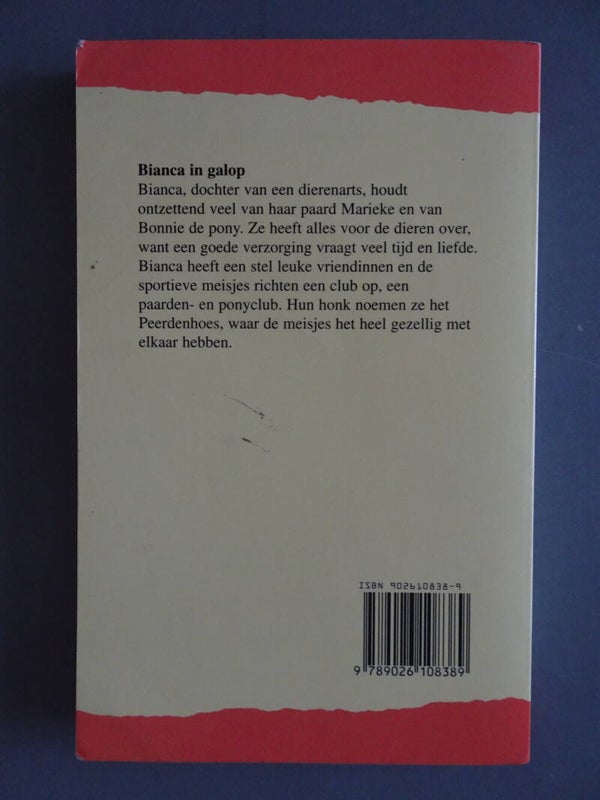 Bianca in galop
Bianca, dochter van een dierenarts, houdt
ontzettend veel van haar paard Marieke en van
Bonnie de pony. Ze heeft alles voor de dieren over,
want een goede verzorging vraagt veel tijd en liefde.
Bianca heeft een stel leuke vriendinnen en de
sportieve meisjes richten een club op, een
paarden- en ponyclub. Hun honk noemen ze het
Peerdenhoes, waar de meisjes het heel gezellig met
elkaar hebben.
ISBN 902610838-9
9 789026 108389